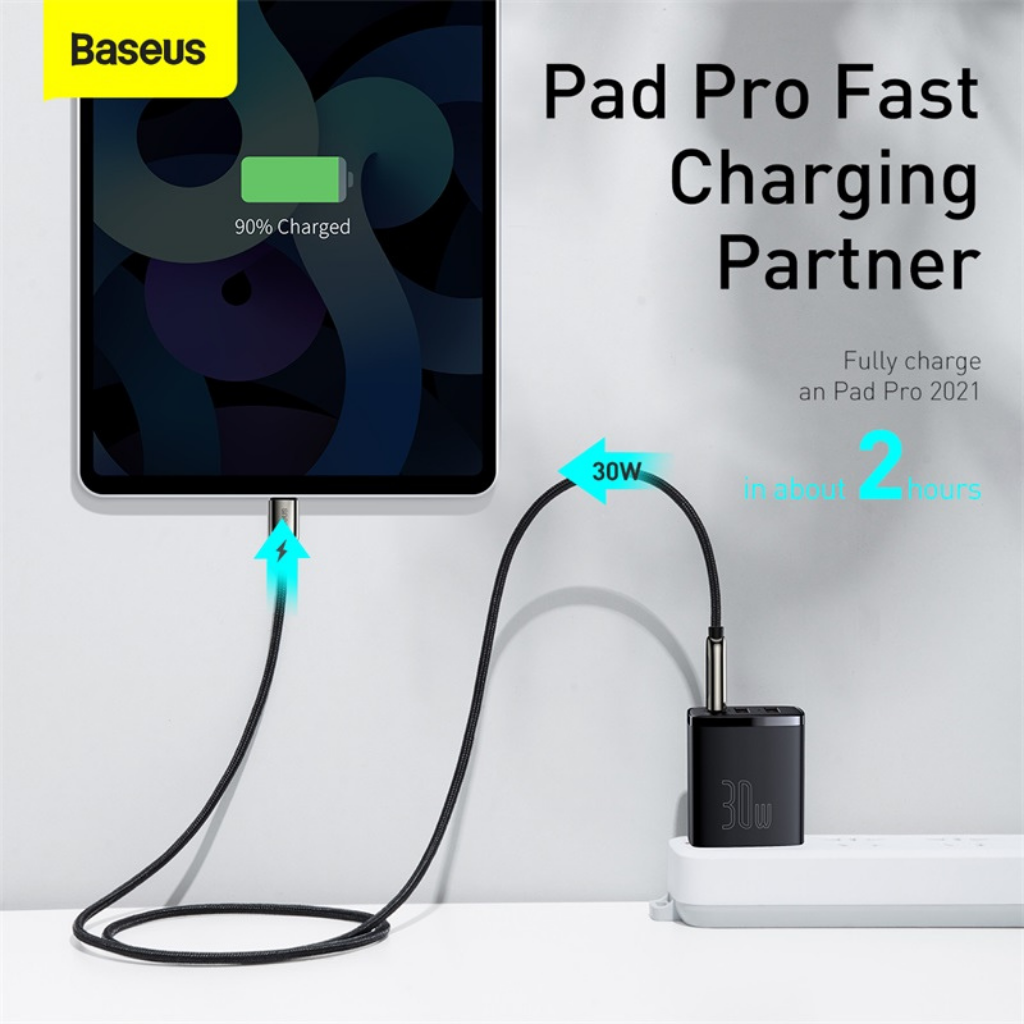 Baseus
Pad Pro Fast
Charging
Partner
90% Charged
Fully charge
an Pad Pro 2021
in about 2 hours
30W
30w